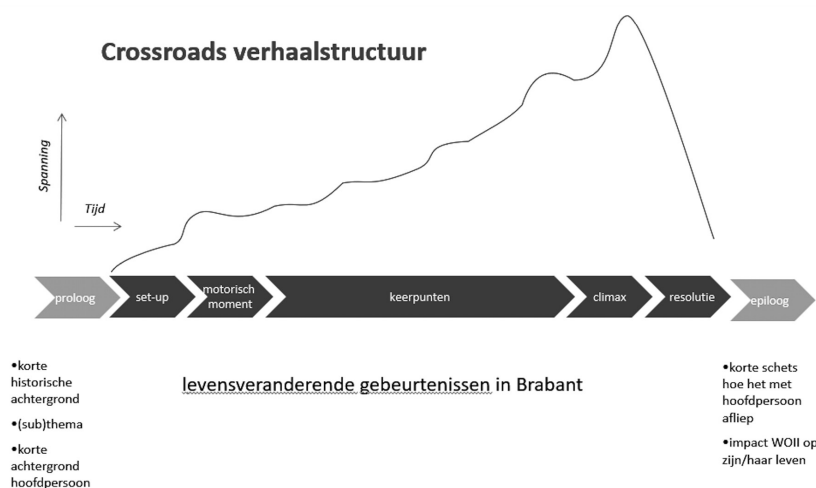 Crossroads verhaalstructuur
Spanning
Tijd
proloog
set-up
motorisch
moment
keerpunten
climax
resolutie
epiloog
•korte
historische
achtergrond
•(sub)thema
•korte
achtergrond
hoofdpersoon
levensveranderende gebeurtenissen in Brabant
•korte schets
hoe het met
hoofdpersoon
afliep
•impact WOII op
zijn/haar leven